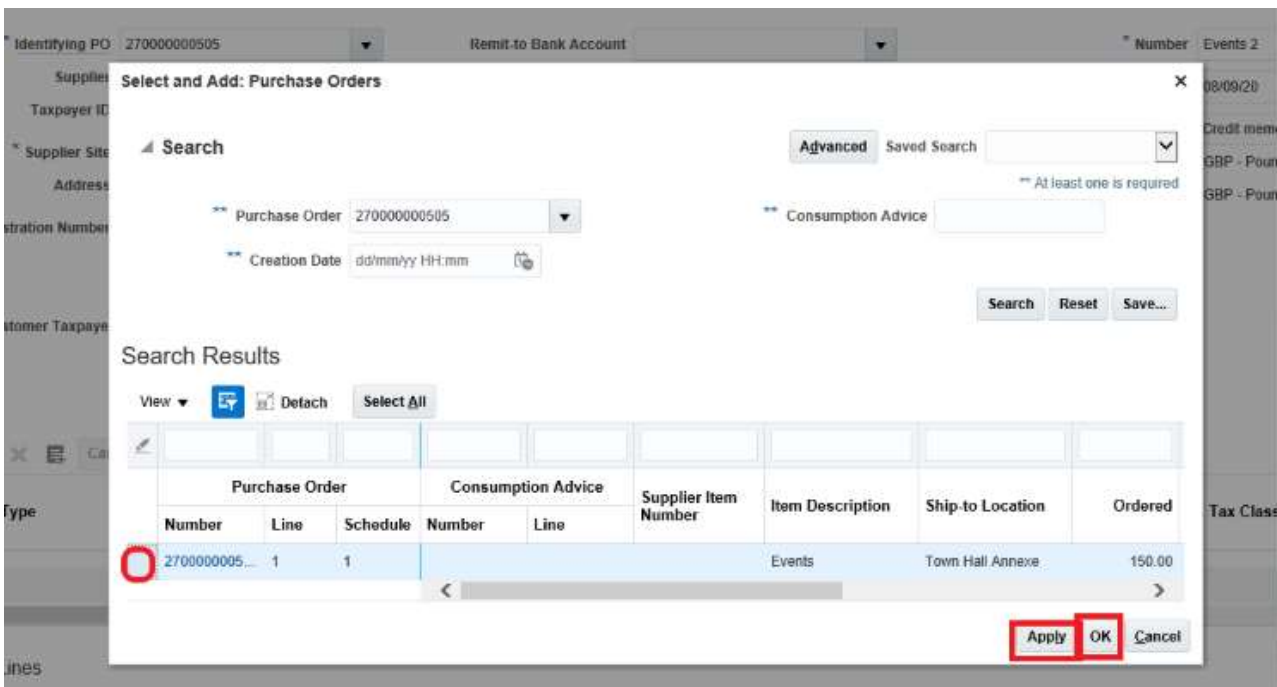 * Identifying PO 270000000505 Remit-to Bank Account * Number Events 2
Supplier
Select and Add: Purchase Orders ×
08/09/20
Taxpayer ID
Credit
Search Advanced Saved Search
* Supplier Site
GBP - Poun
** At least one is required
Address
GBP - Poun
** Purchase Order 270000000505 ** Consumption Advice
stration Number
** Creation Date dd/mm/yy HH:mm
Search Reset Save...
stomer Taxpaye
Search Results
View Detach Select All
Purchase Order Consumption Advice Supplier Item Number Item Description Ship-to Location Ordered
Type Tax Class
Number Line Schedule Number Line
2700000005... 1 1 Events Town Hall Annexe 150.00
Apply OK Cancel
Lines